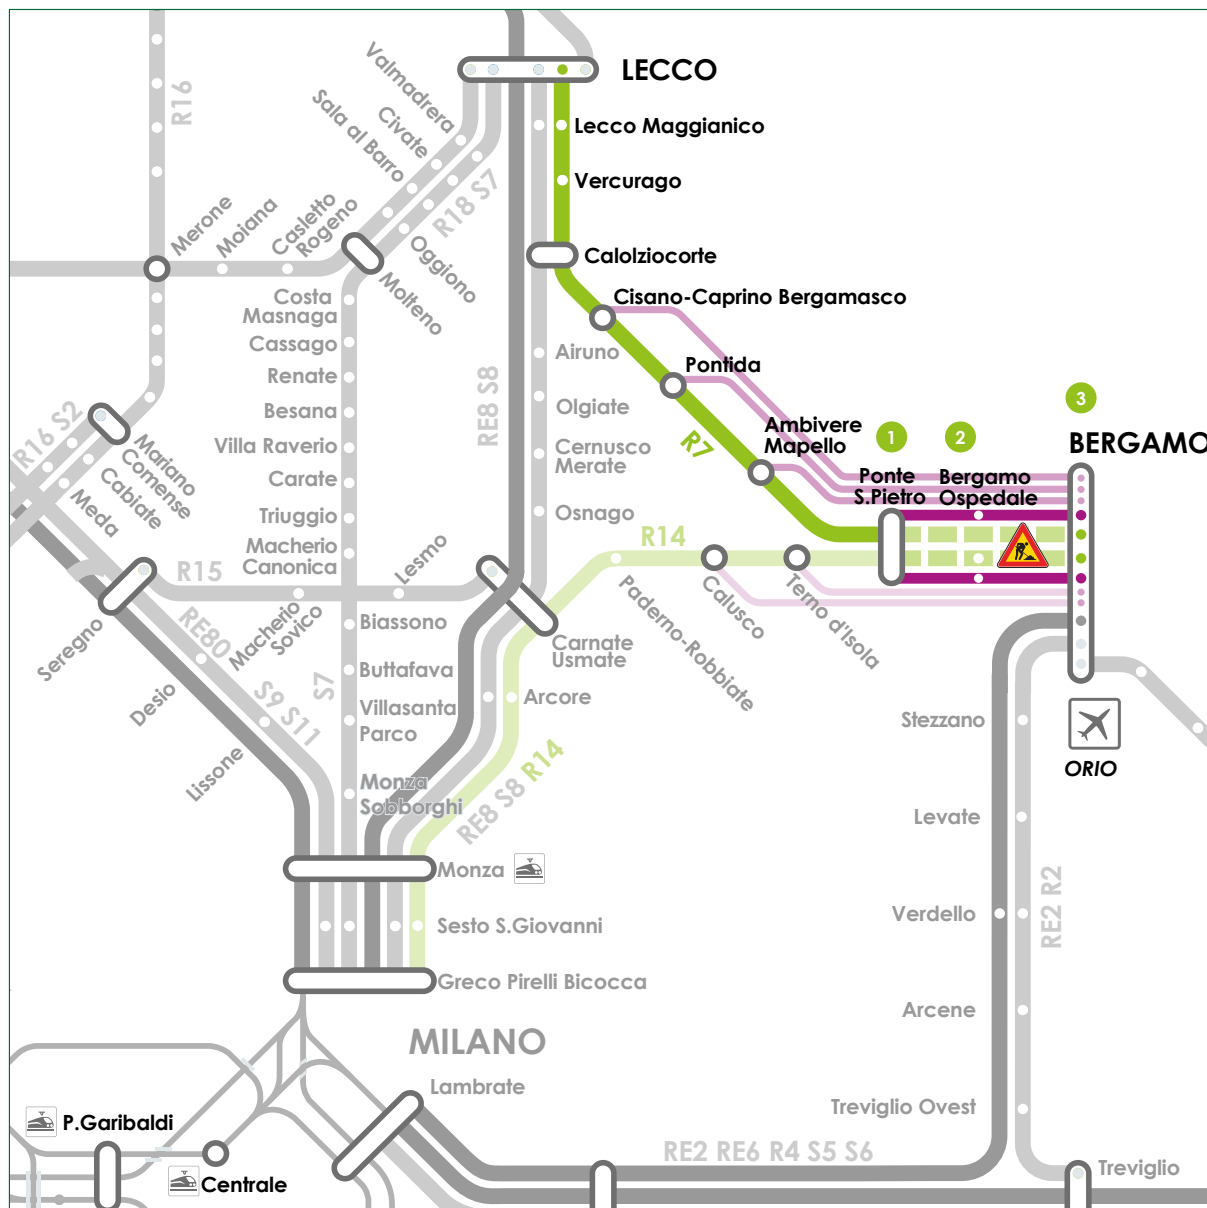 LECCO
R16
Valmadrera
Civate
Sala al Barro
R18 S7
Lecco Maggianico
Vercurago
Merone
Moiana
Casletto
Rogeno
Oggiono
Molteno
Calolziocorte
Cisano-Caprino Bergamasco
Costa
Masnaga
Cassago
Renate
Besana
Villa Raverio
Carate
Triuggio
Macherio
Canonica
RE8 S8
Airuno
Olgiate
Cernusco
Merate
Osnago
Pontida
R7
Ambivere
Mapello
1
2
3
BERGAMO
Ponte
S.Pietro
Bergamo
Ospedale
R16 S2
Mariano
Comense
Cabiate
Meda
R15
Lesmo
R14
Paderno-Robbiate
Calusco
Terno d'Isola
Seregno
RE80
Macherio
Sovico
Biassono
Carnate
Usmate
Desio
S9 S11
S7
Buttafava
Villasanta
Parco
Arcore
Lissone
Monza
Sobborghi
RE8 S8 R14
Stezzano
ORIO
Levate
Monza
Sesto S.Giovanni
Verdello
RE2 R2
Greco Pirelli Bicocca
Arcene
MILANO
Lambrate
Treviglio Ovest
P.Garibaldi
RE2 RE6 R4 S5 S6
Treviglio
Centrale